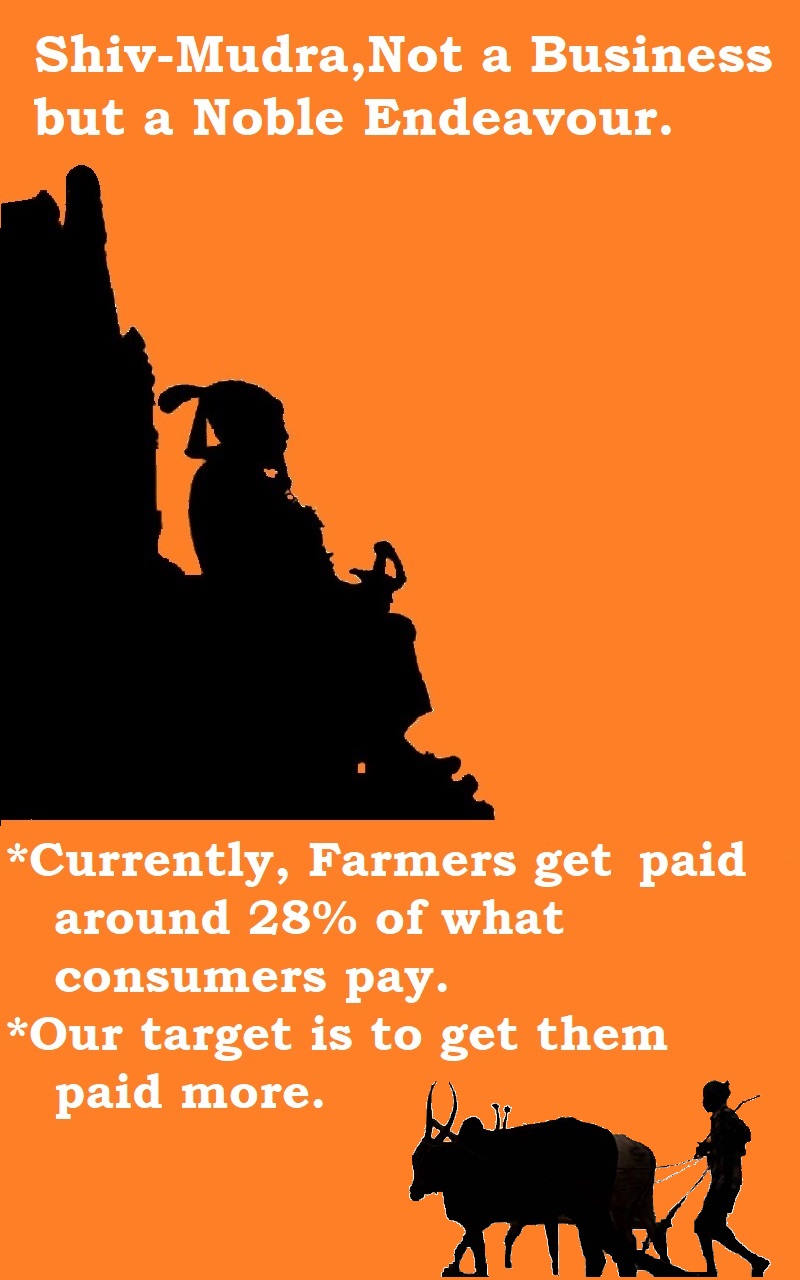 Shiv-Mudra,Not a Business
but a Noble Endeavour.
*Currently, Farmers get paid
around 28% of what
consumers pay.
*Our target is to get them
paid more.